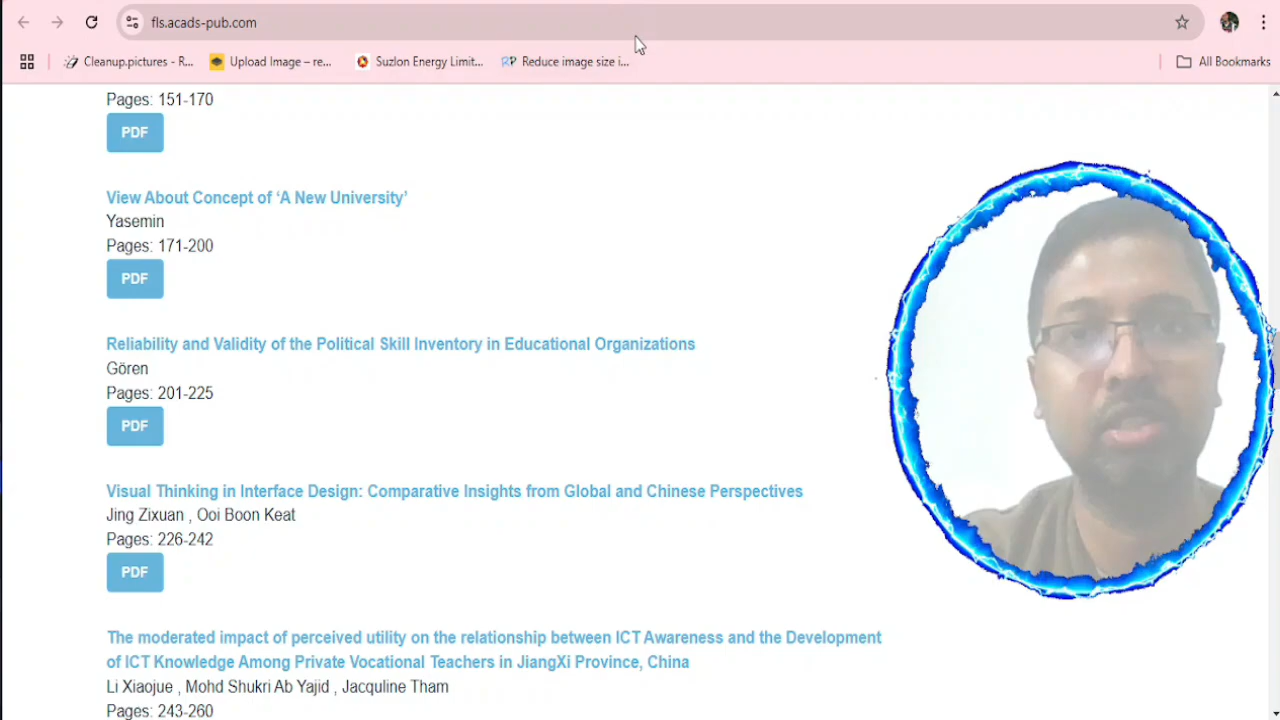 fls.acads-pub.com
Cleanup.pictures - R...
Upload Image – re...
Suzlon Energy Limit...
Reduce image size i...
All Bookmarks
Pages: 151-170
PDF
View About Concept of ‘A New University’
Yasemin
Pages: 171-200
PDF
Reliability and Validity of the Political Skill Inventory in Educational Organizations
Gören
Pages: 201-225
PDF
Visual Thinking in Interface Design: Comparative Insights from Global and Chinese Perspectives
Jing Zixuan , Ooi Boon Keat
Pages: 226-242
PDF
The moderated impact of perceived utility on the relationship between ICT Awareness and the Development
of ICT Knowledge Among Private Vocational Teachers in JiangXi Province, China
Li Xiaojue , Mohd Shukri Ab Yajid , Jacquline Tham
Pages: 243-260